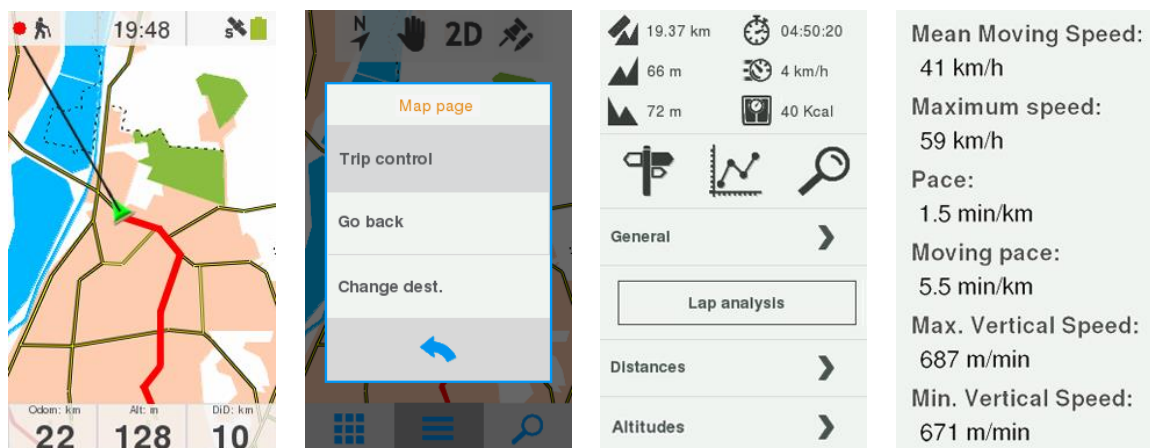 19:48
S
Odom: km
Alt: m
DiD: km
22
128
10
N
2D
Map page
Trip control
Go back
Change dest.
19.37 km
04:50:20
66 m
4 km/h
72 m
40 Kcal
General
Lap analysis
Distances
Altitudes
Mean Moving Speed:
41 km/h
Maximum speed:
59 km/h
Pace:
1.5 min/km
Moving pace:
5.5 min/km
Max. Vertical Speed:
687 m/min
Min. Vertical Speed:
671 m/min